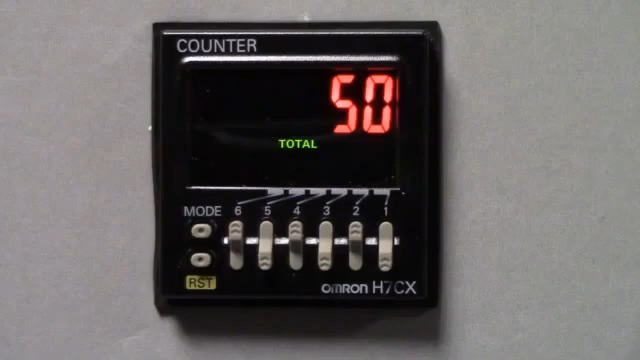 COUNTER
50
TOTAL
MODE 6 5 4 3 2 1
RST
omron H7CX